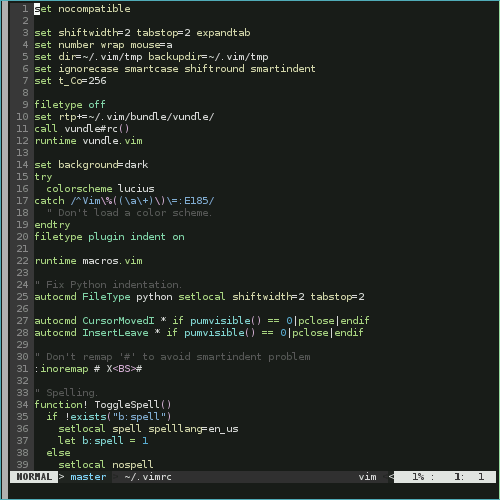 1 set nocompatible
2
3 set shiftwidth=2 tabstop=2 expandtab
4 set number wrap mouse=a
5 set dir=~/.vim/tmp backupdir=~/.vim/tmp
6 set ignorecase smartcase shiftround smartindent
7 set t_Co=256
8
9 filetype off
10 set rtp+=~/.vim/bundle/vundle/
11 call vundle#rc()
12 runtime vundle.vim
13
14 set background=dark
15 try
16   colorscheme lucius
17 catch /^Vim\%((\a\+)\)\=:E185/
18   " Don't load a color scheme.
19 endtry
20 filetype plugin indent on
21
22 runtime macros.vim
23
24 " Fix Python indentation.
25 autocmd FileType python setlocal shiftwidth=2 tabstop=2
26
27 autocmd CursorMovedI * if pumvisible() == 0|pclose|endif
28 autocmd InsertLeave * if pumvisible() == 0|pclose|endif
29
30 " Don't remap '#' to avoid smartindent problem
31 :inoremap # X<BS>#
32
33 " Spelling.
34 function! ToggleSpell()
35   if !exists("b:spell")
36     setlocal spell spelllang=en_us
37     let b:spell = 1
38   else
39     setlocal nospell
NORMAL > master   ~/.vimrc   vim < 1% : 1: 1